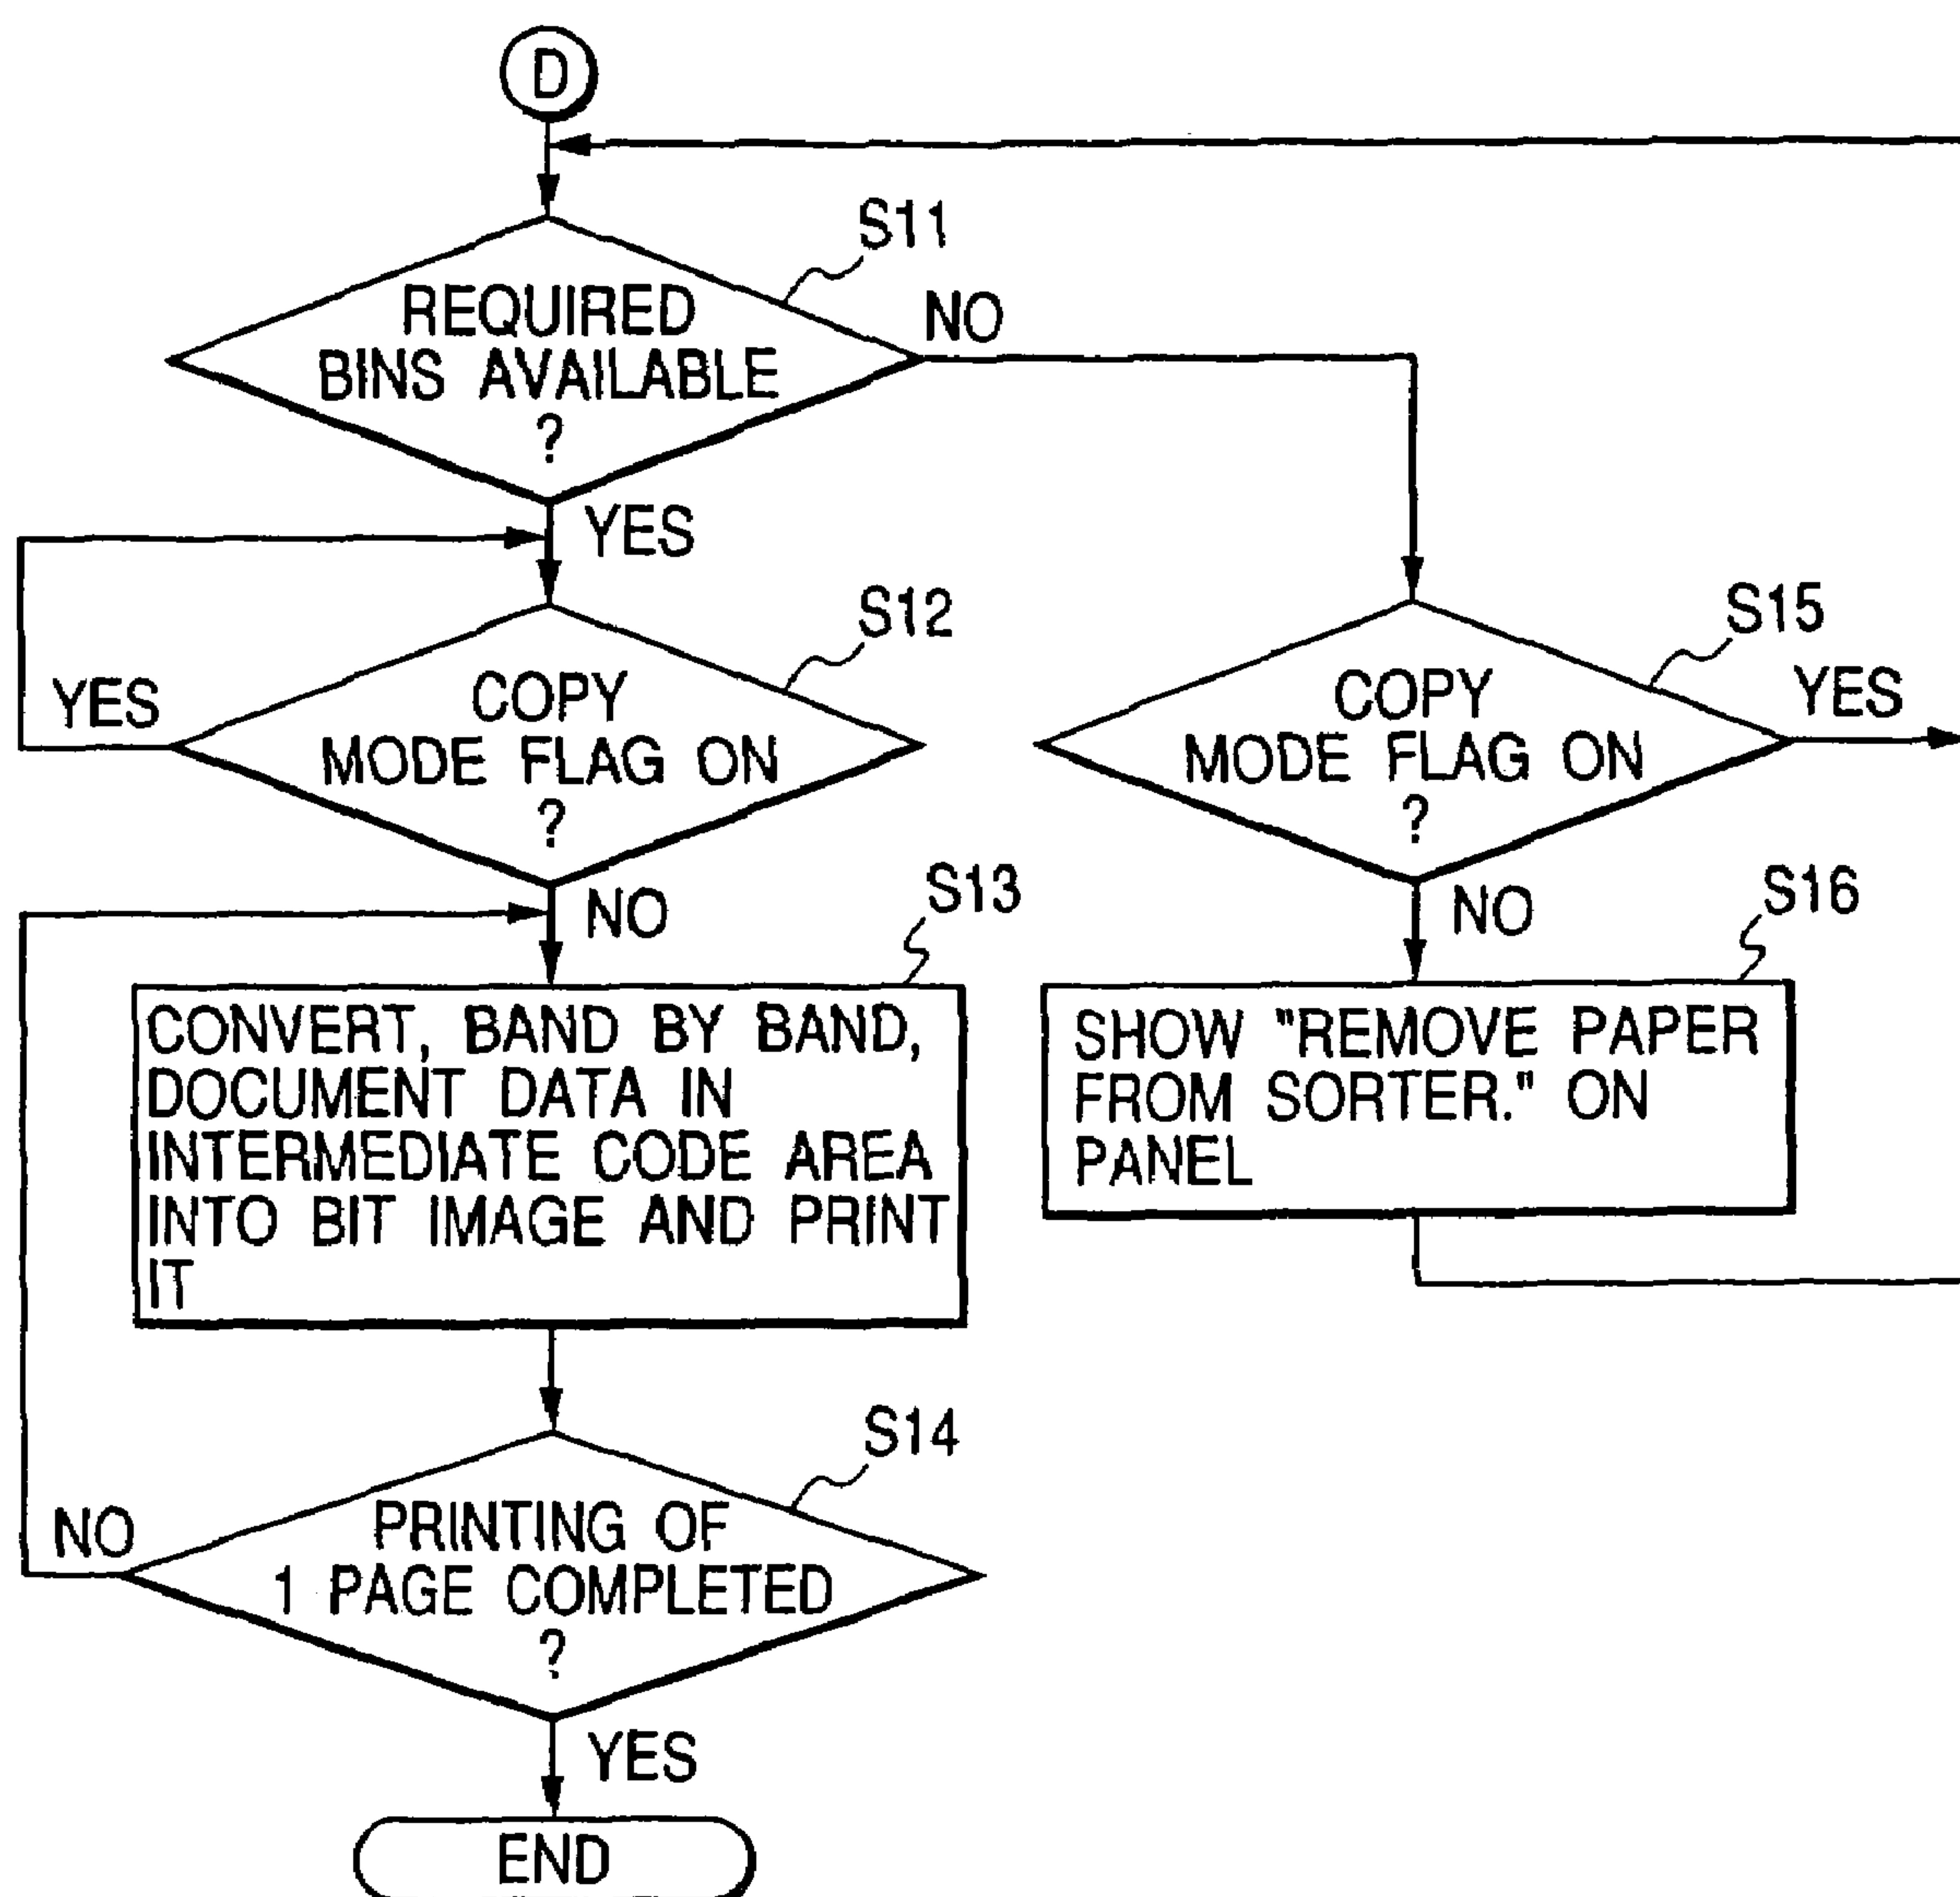 D
S11
REQUIRED
BINS AVAILABLE
?
NO
YES
S12
COPY
MODE FLAG ON
?
YES
NO
S15
COPY
MODE FLAG ON
?
YES
NO
S13
CONVERT, BAND BY BAND,
DOCUMENT DATA IN
INTERMEDIATE CODE AREA
INTO BIT IMAGE AND PRINT
IT
S16
SHOW "REMOVE PAPER
FROM SORTER." ON
PANEL
S14
PRINTING OF
1 PAGE COMPLETED
?
NO
YES
END